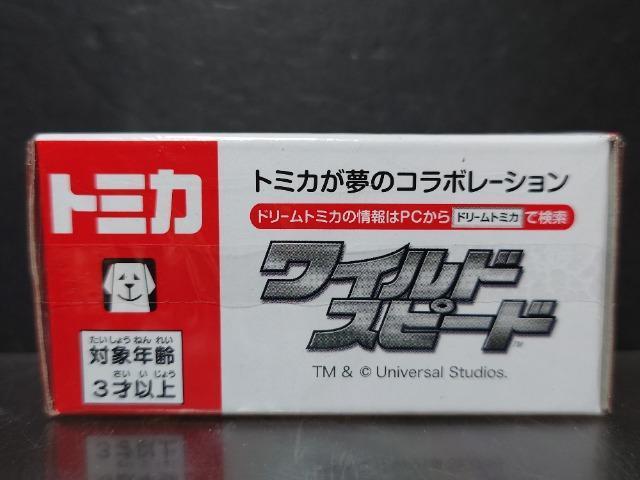 トミカ
たいしょうねんれい
対象年齢
さいいじょう
3才以上
トミカが夢のコラボレーション
ドリームトミカの情報はPCから ドリームトミカ で検索
ワイルド
スピード™
TM & © Universal Studios.